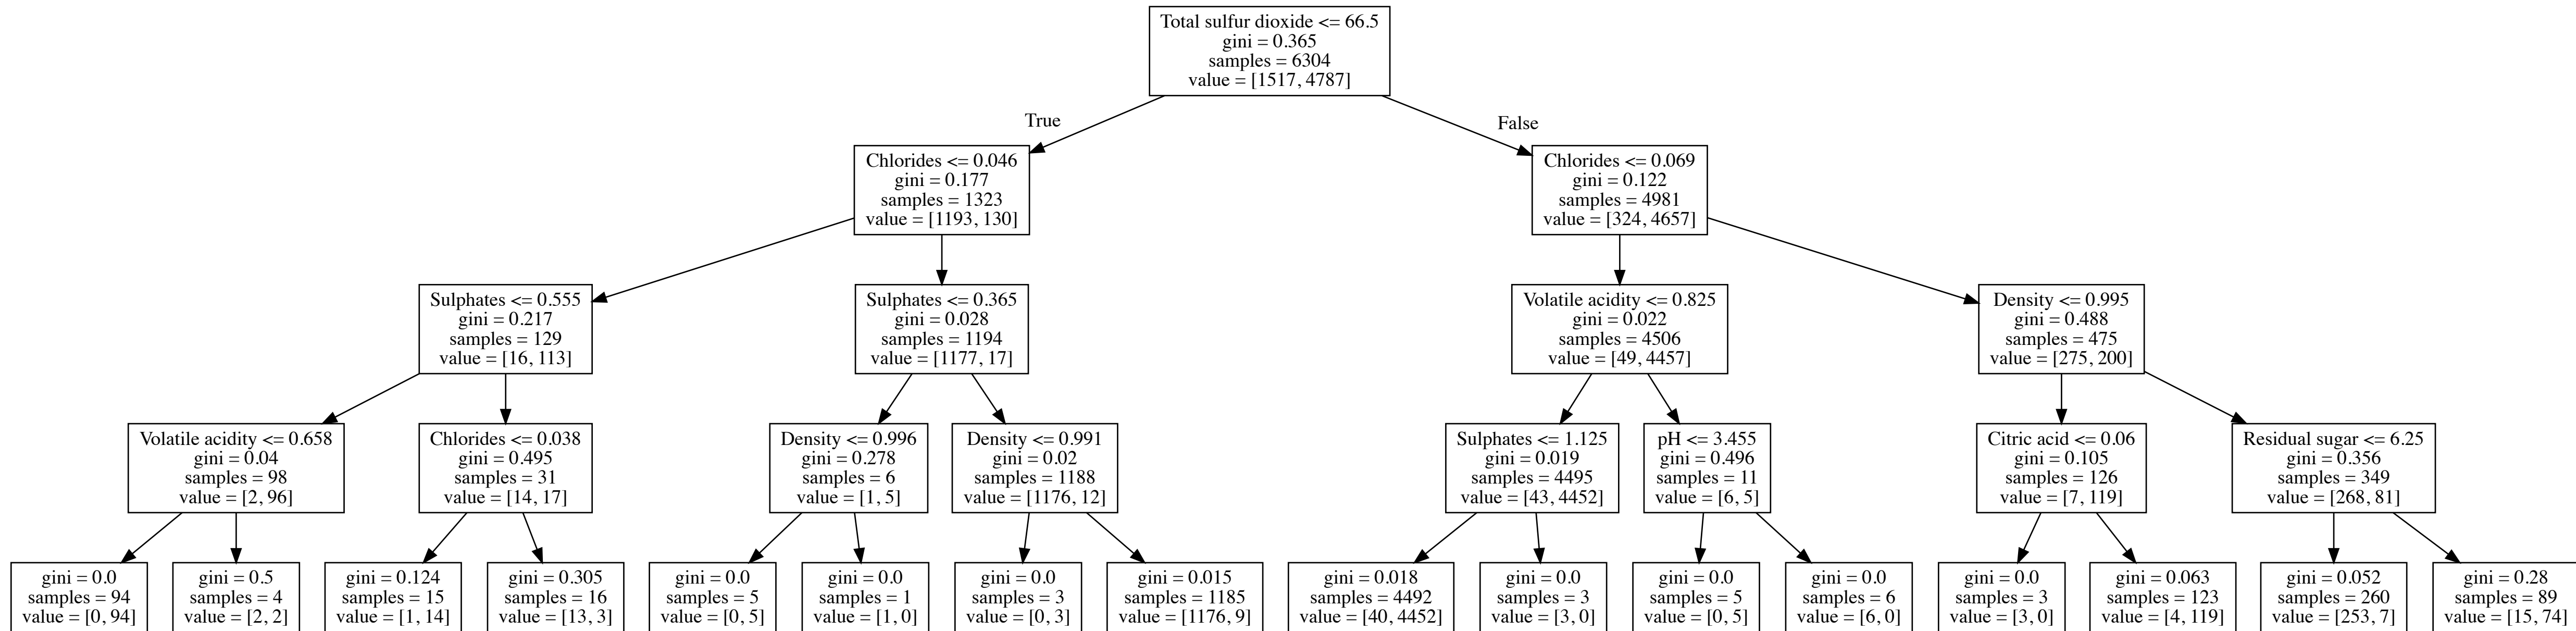 Total sulfur dioxide <= 66.5
gini = 0.365
samples = 6304
value = [1517, 4787]
True
False
Chlorides <= 0.046
gini = 0.177
samples = 1323
value = [1193, 130]
Chlorides <= 0.069
gini = 0.122
samples = 4981
value = [324, 4657]
Sulphates <= 0.555
gini = 0.217
samples = 129
value = [16, 113]
Sulphates <= 0.365
gini = 0.028
samples = 1194
value = [1177, 17]
Volatile acidity <= 0.825
gini = 0.022
samples = 4506
value = [49, 4457]
Density <= 0.995
gini = 0.488
samples = 475
value = [275, 200]
Volatile acidity <= 0.658
gini = 0.04
samples = 98
value = [2, 96]
Chlorides <= 0.038
gini = 0.495
samples = 31
value = [14, 17]
Density <= 0.996
gini = 0.278
samples = 6
value = [1, 5]
Density <= 0.991
gini = 0.02
samples = 1188
value = [1176, 12]
Sulphates <= 1.125
gini = 0.019
samples = 4495
value = [43, 4452]
pH <= 3.455
gini = 0.496
samples = 11
value = [6, 5]
Citric acid <= 0.06
gini = 0.105
samples = 126
value = [7, 119]
Residual sugar <= 6.25
gini = 0.356
samples = 349
value = [268, 81]
gini = 0.0
samples = 94
value = [0, 94]
gini = 0.5
samples = 4
value = [2, 2]
gini = 0.124
samples = 15
value = [1, 14]
gini = 0.305
samples = 16
value = [13, 3]
gini = 0.0
samples = 5
value = [0, 5]
gini = 0.0
samples = 1
value = [1, 0]
gini = 0.0
samples = 3
value = [0, 3]
gini = 0.015
samples = 1185
value = [1176, 9]
gini = 0.018
samples = 4492
value = [40, 4452]
gini = 0.0
samples = 3
value = [3, 0]
gini = 0.0
samples = 5
value = [0, 5]
gini = 0.0
samples = 6
value = [6, 0]
gini = 0.0
samples = 3
value = [3, 0]
gini = 0.063
samples = 123
value = [4, 119]
gini = 0.052
samples = 260
value = [253, 7]
gini = 0.28
samples = 89
value = [15, 74]